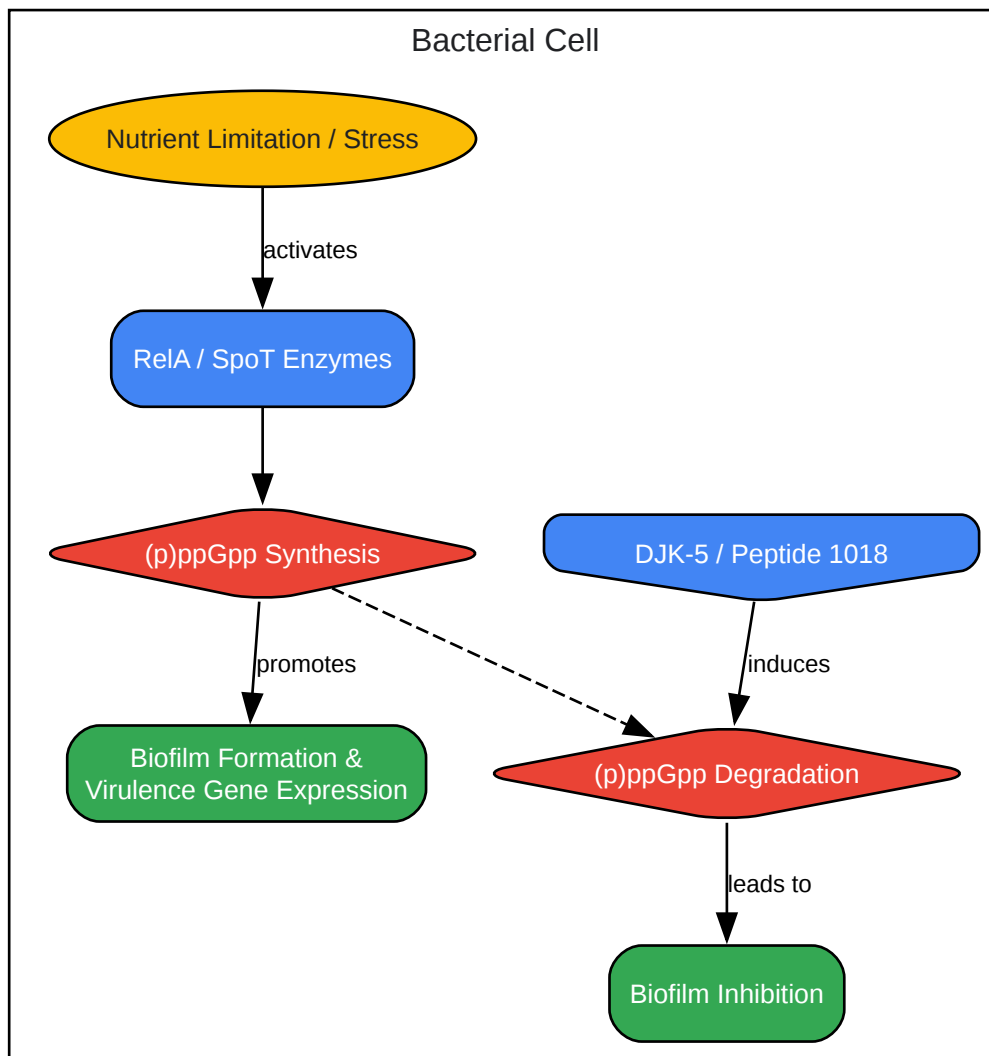 Bacterial Cell
Nutrient Limitation / Stress
activates
RelA / SpoT Enzymes
(p)ppGpp Synthesis
DJK-5 / Peptide 1018
promotes
induces
Biofilm Formation &
Virulence Gene Expression
(p)ppGpp Degradation
leads to
Biofilm Inhibition